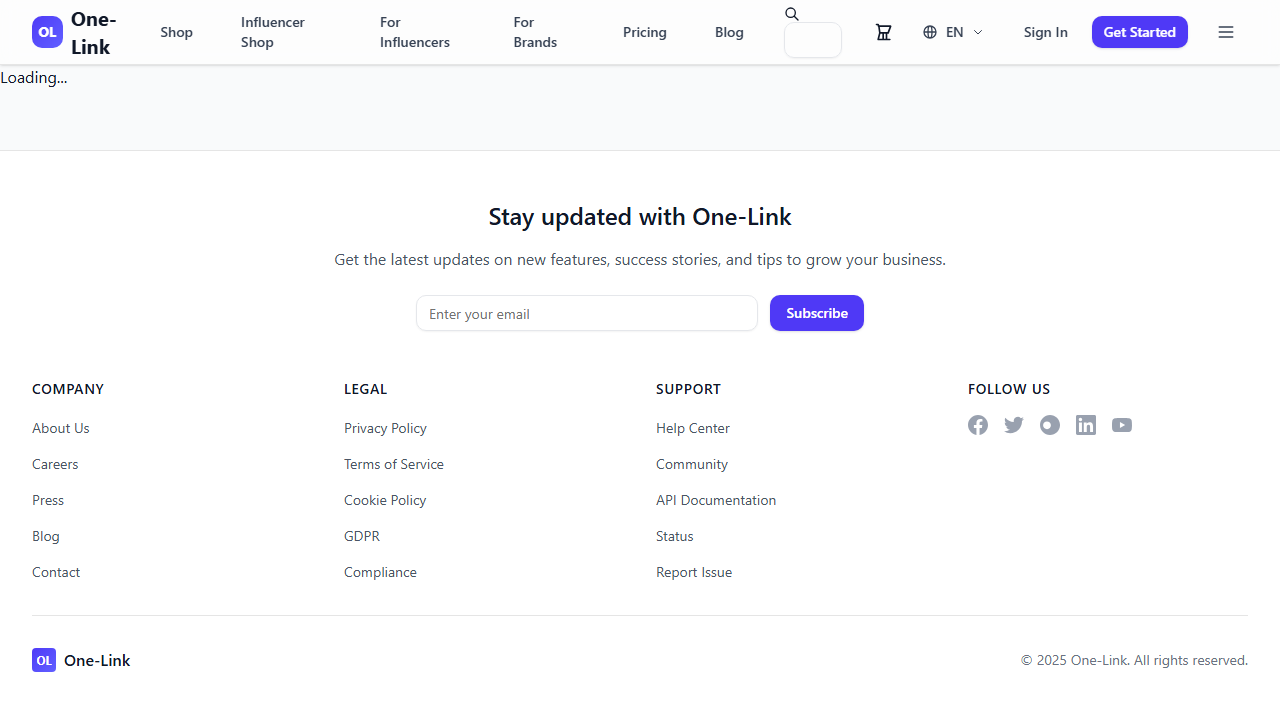 OL
One-
Link
Shop
Influencer
Shop
For
Influencers
For
Brands
Pricing
Blog
EN
Sign In
Get Started
Loading...
Stay updated with One-Link
Get the latest updates on new features, success stories, and tips to grow your business.
Enter your email
Subscribe
COMPANY
About Us
Careers
Press
Blog
Contact
LEGAL
Privacy Policy
Terms of Service
Cookie Policy
GDPR
Compliance
SUPPORT
Help Center
Community
API Documentation
Status
Report Issue
FOLLOW US
OL One-Link
© 2025 One-Link. All rights reserved.